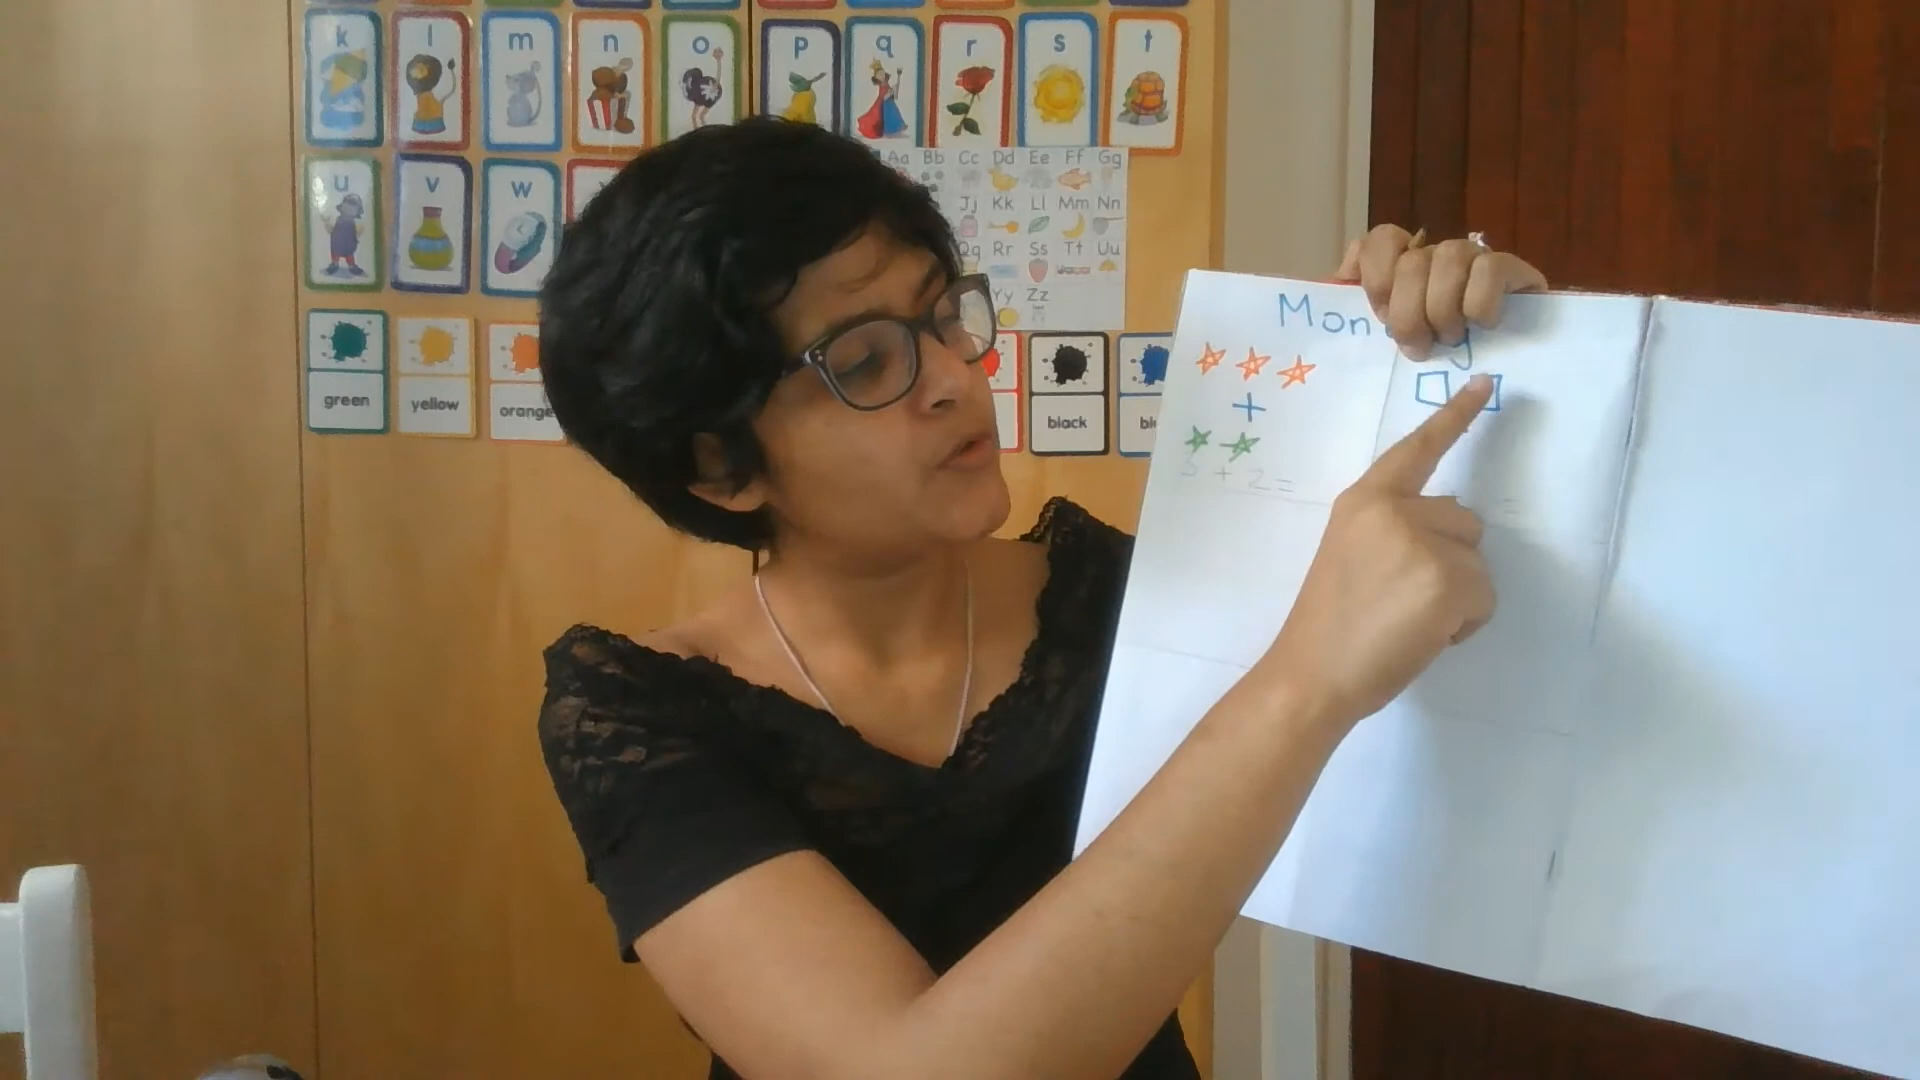 k l m n o p q r s t
u v w
Aa Bb Cc Dd Ee Ff Gg
Jj Kk Ll Mm Nn
Qq Rr Ss Tt Uu
Yy Zz
green yellow orange black
Mon
+
3 + 2 =
=